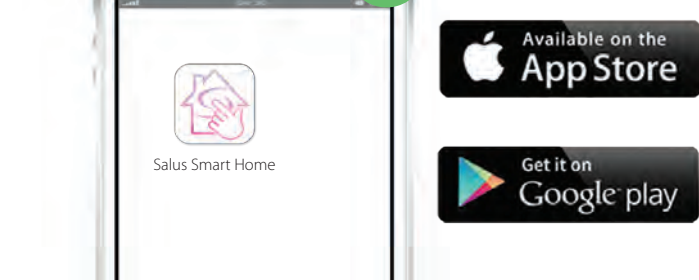 Available on the
App Store
Salus Smart Home
Get it on
Google play